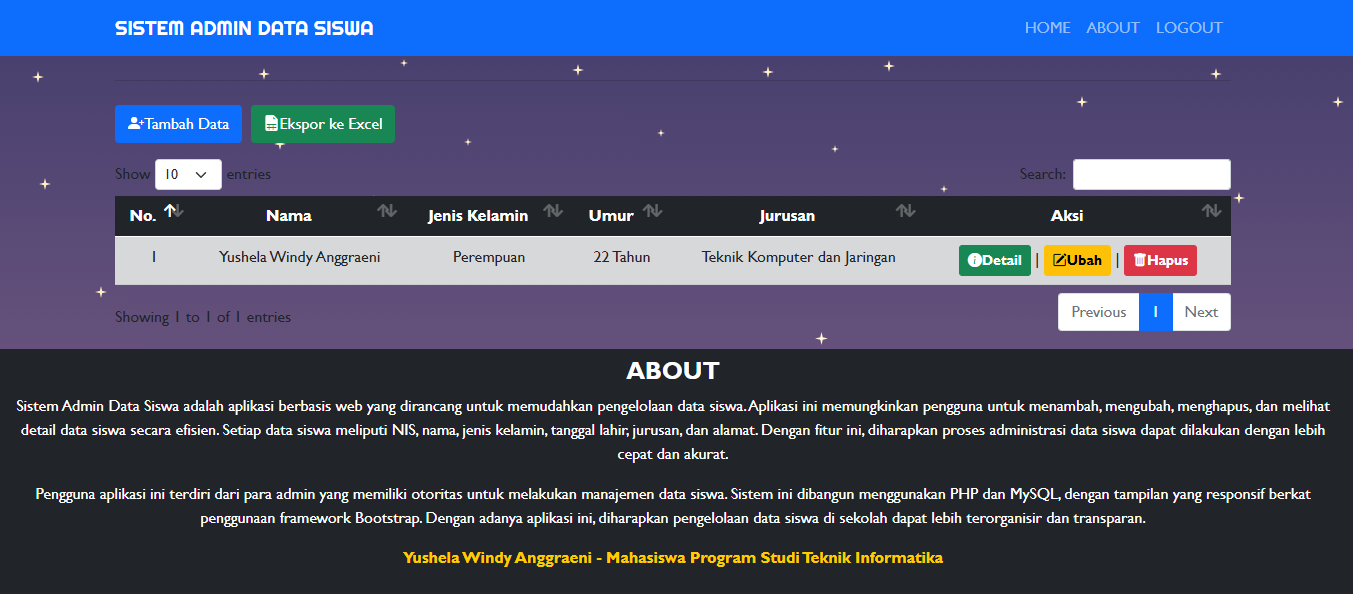 SISTEM ADMIN DATA SISWA HOME ABOUT LOGOUT
Tambah Data Ekspor ke Excel
Show 10 entries Search:
No. Nama Jenis Kelamin Umur Jurusan Aksi
1 Yushela Windy Anggraeni Perempuan 22 Tahun Teknik Komputer dan Jaringan Detail | Ubah | Hapus
Showing 1 to 1 of 1 entries Previous 1 Next
ABOUT
Sistem Admin Data Siswa adalah aplikasi berbasis web yang dirancang untuk memudahkan pengelolaan data siswa. Aplikasi ini memungkinkan pengguna untuk menambah, mengubah, menghapus, dan melihat
detail data siswa secara efisien. Setiap data siswa meliputi NIS, nama, jenis kelamin, tanggal lahir, jurusan, dan alamat. Dengan fitur ini, diharapkan proses administrasi data siswa dapat dilakukan dengan lebih
cepat dan akurat.
Pengguna aplikasi ini terdiri dari para admin yang memiliki otoritas untuk melakukan manajemen data siswa. Sistem ini dibangun menggunakan PHP dan MySQL, dengan tampilan yang responsif berkat
penggunaan framework Bootstrap. Dengan adanya aplikasi ini, diharapkan pengelolaan data siswa di sekolah dapat lebih terorganisir dan transparan.
Yushela Windy Anggraeni - Mahasiswa Program Studi Teknik Informatika